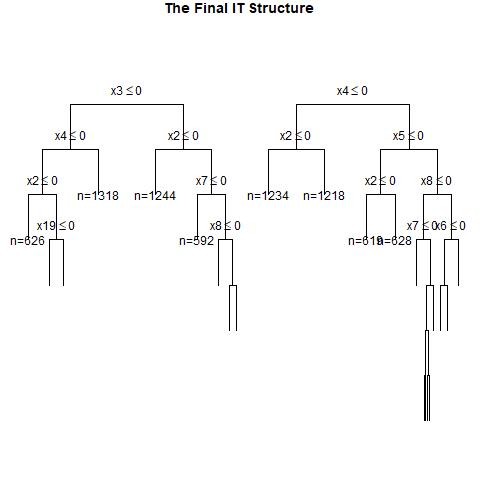 The Final IT Structure
x3 ≤ 0
x4 ≤ 0
x4 ≤ 0
x2 ≤ 0
x2 ≤ 0
x5 ≤ 0
x2 ≤ 0
n=1318
n=1244
x7 ≤ 0
n=1234
n=1218
x2 ≤ 0
x8 ≤ 0
n=626
x19 ≤ 0
n=592
x8 ≤ 0
n=619
n=628
x7 ≤ 0
x6 ≤ 0